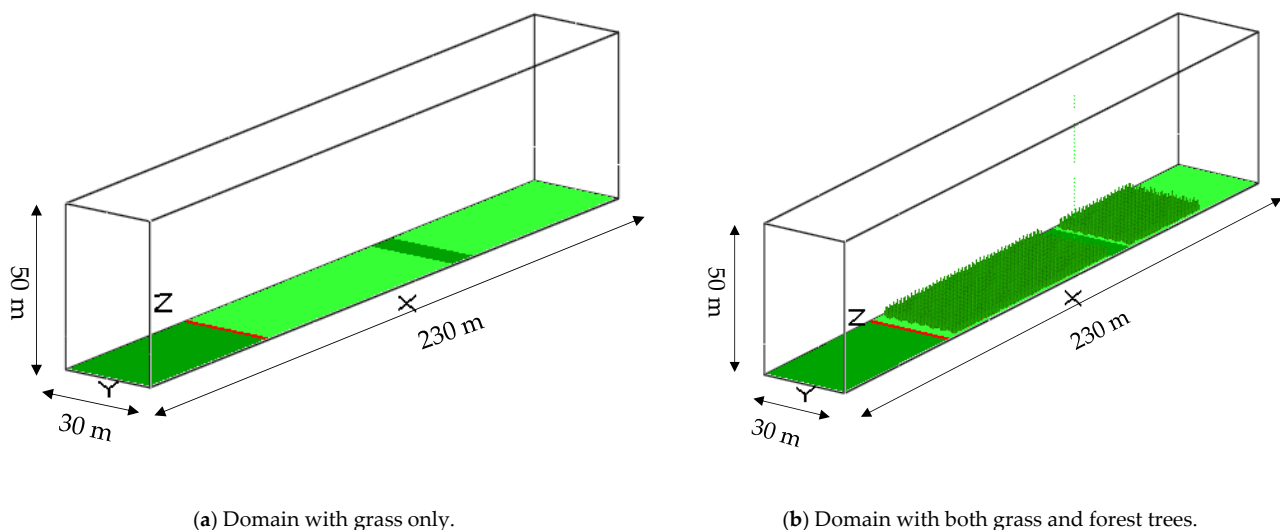 50 m
Z
X
230 m
Y
30 m
50 m
Z
X
230 m
Y
30 m
(a) Domain with grass only.
(b) Domain with both grass and forest trees.